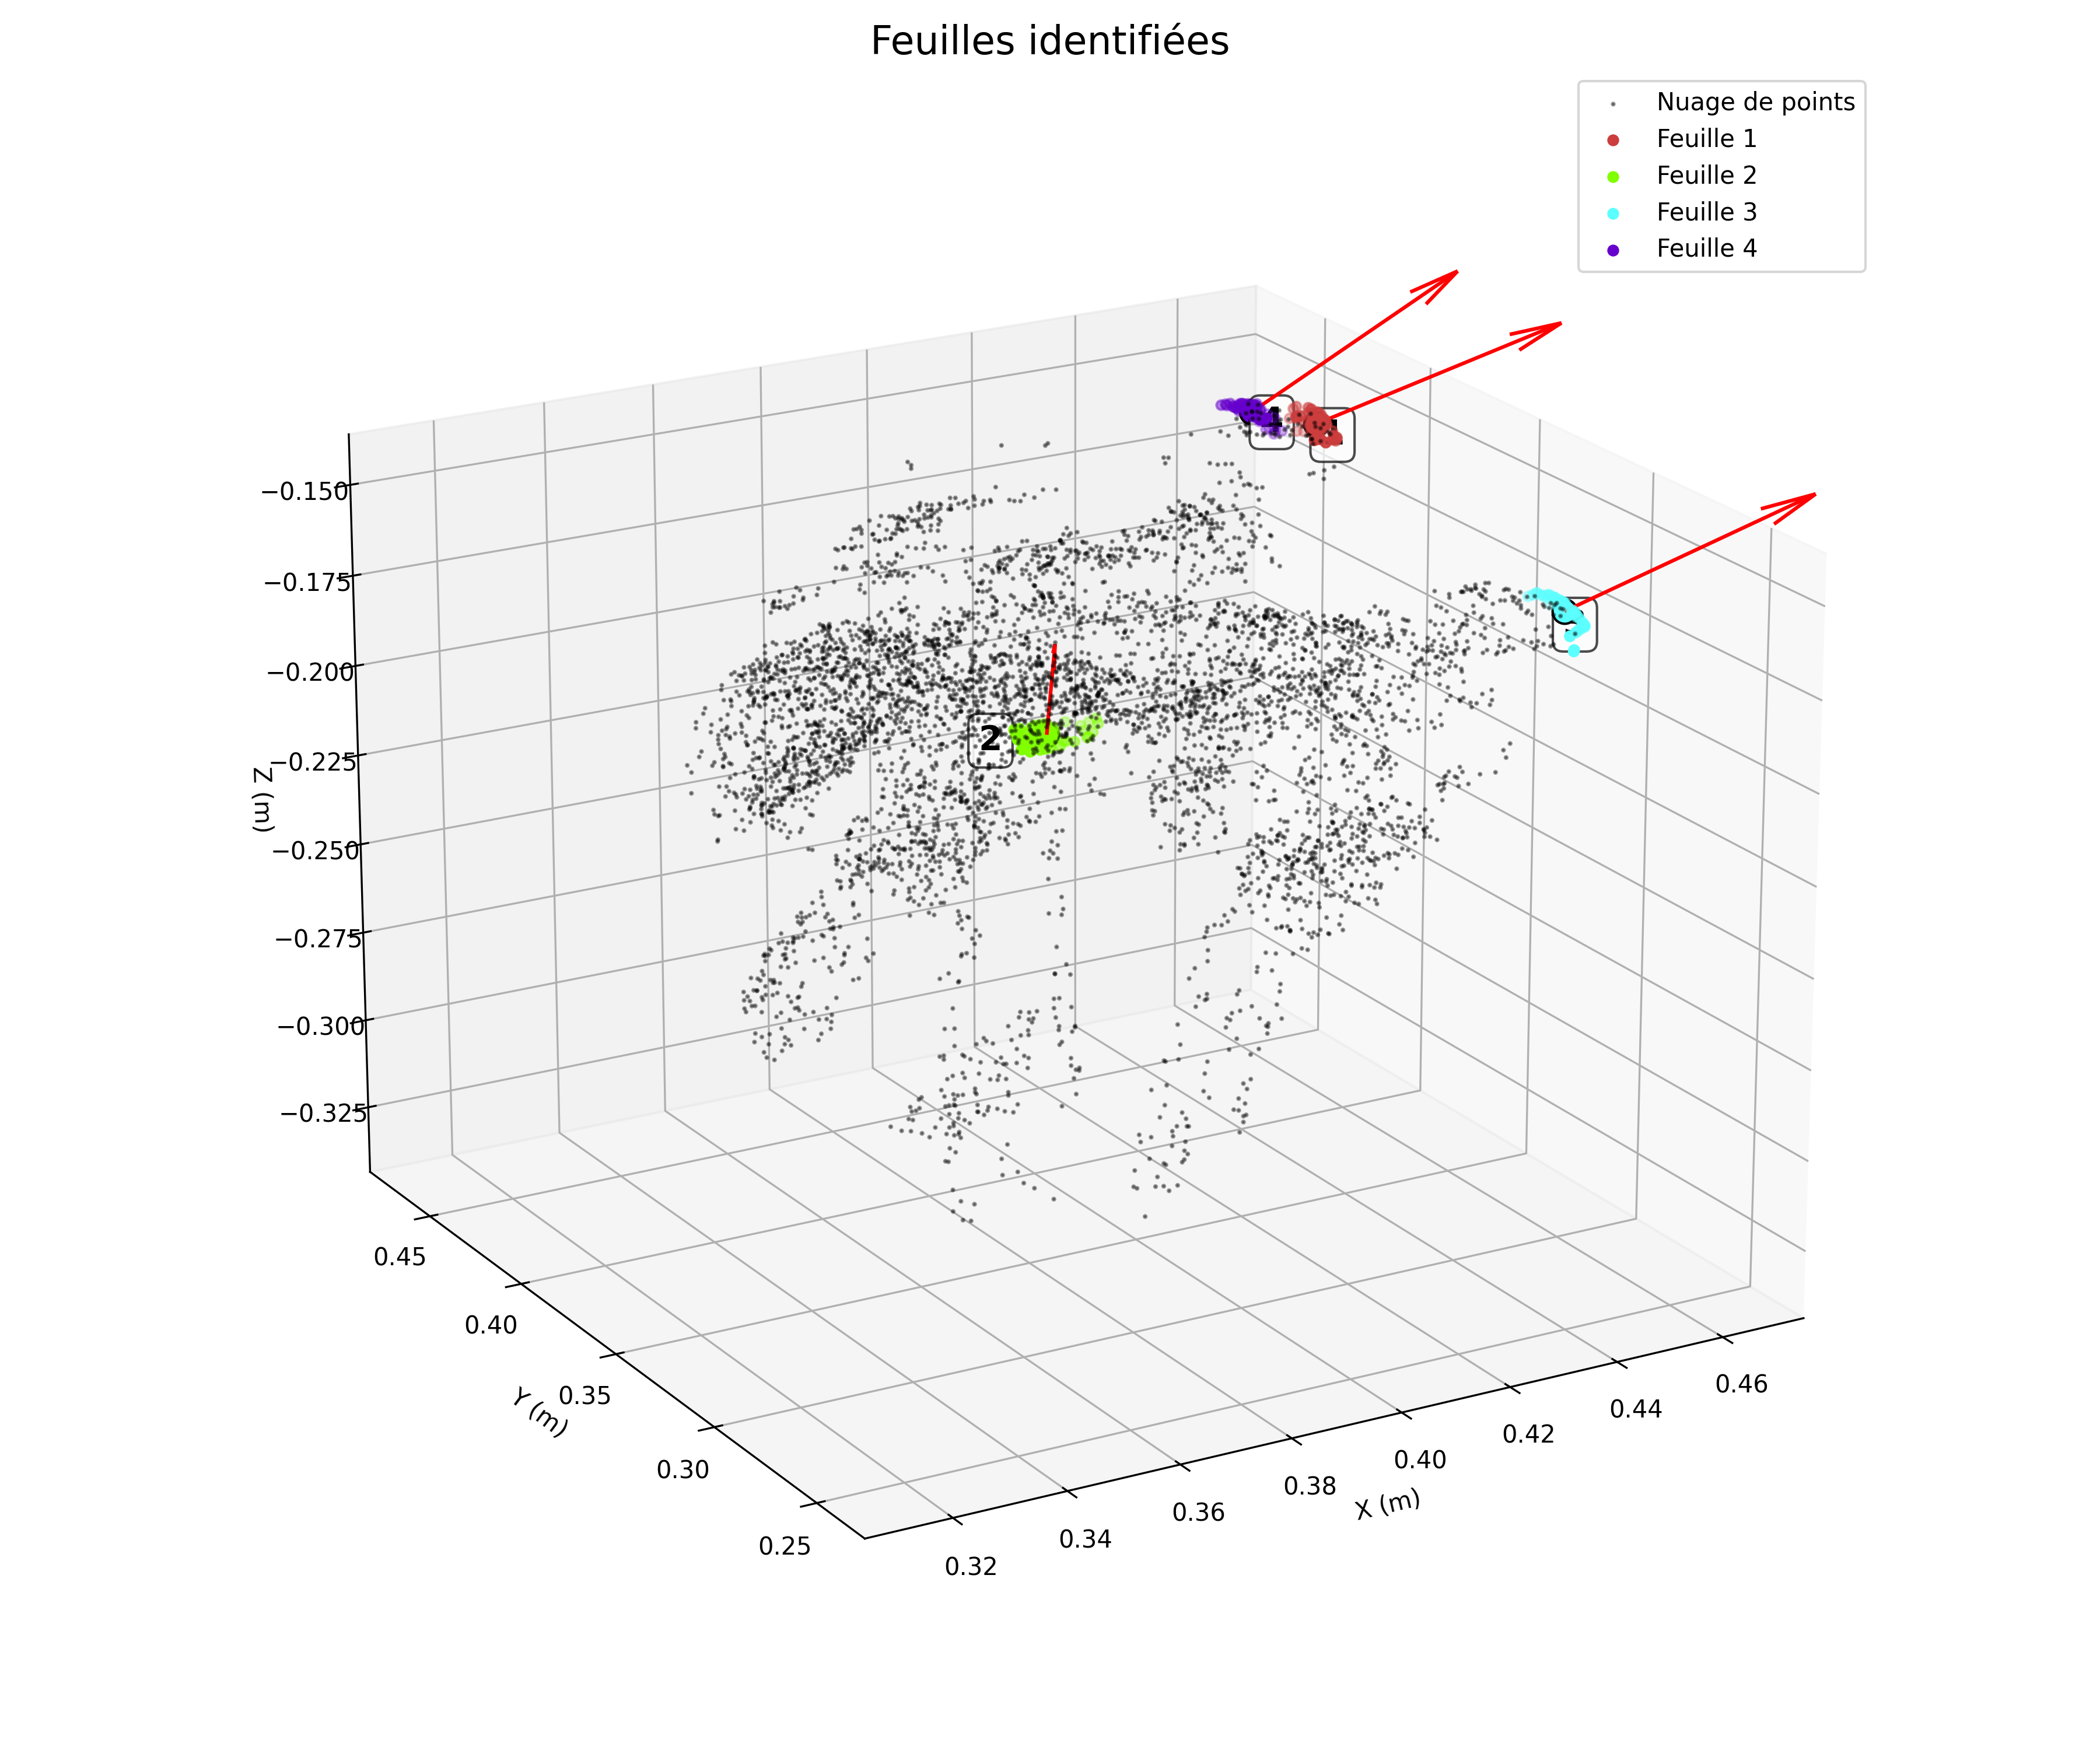 Feuilles identifiées
Nuage de points
Feuille 1
Feuille 2
Feuille 3
Feuille 4
4
2
−0.150
−0.175
−0.200
−0.225
−0.250
−0.275
−0.300
−0.325
Z (m)
0.45
0.40
0.35
0.30
0.25
Y (m)
0.32
0.34
0.36
0.38
0.40
0.42
0.44
0.46
X (m)